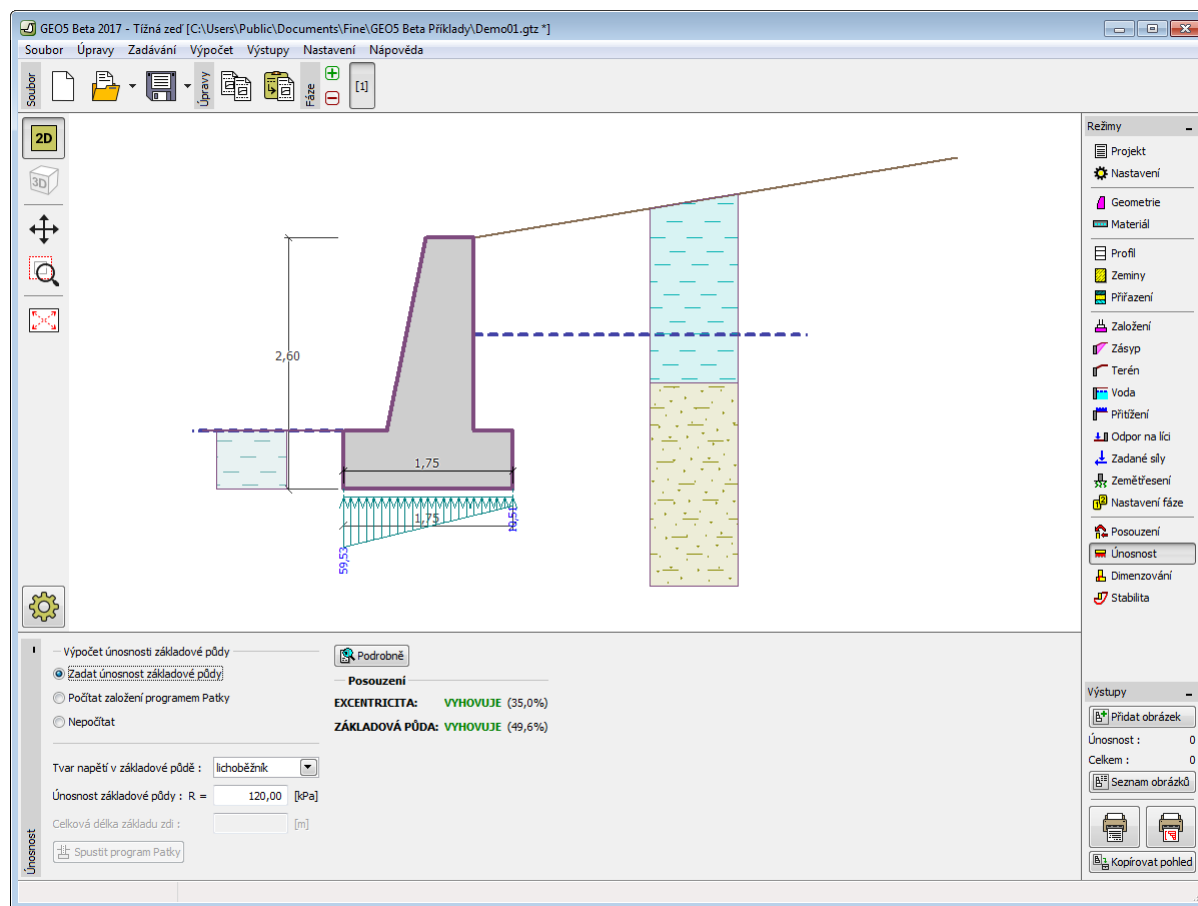 GEO5 Beta 2017 - Tížná zeď [C:\Users\Public\Documents\Fine\GEO5 Beta Příklady\Demo01.gtz *]
Soubor Úpravy Zadávání Výpočet Výstupy Nastavení Nápověda
Soubor
Úpravy
Fáze
[1]
2D
3D
2,60
1,75
1,75
59,53
10,51
Režimy
Projekt
Nastavení
Geometrie
Materiál
Profil
Zeminy
Přiřazení
Založení
Zásyp
Terén
Voda
Přitížení
Odpor na líci
Zadané síly
Zemětřesení
Nastavení fáze
Posouzení
Únosnost
Dimenzování
Stabilita
Únosnost
Výpočet únosnosti základové půdy
Zadat únosnost základové půdy
Počítat založení programem Patky
Nepočítat
Tvar napětí v základové půdě : lichoběžník
Únosnost základové půdy : R = 120,00 [kPa]
Celková délka základu zdi : [m]
Spustit program Patky
Podrobně
Posouzení
EXCENTRICITA: VYHOVUJE (35,0%)
ZÁKLADOVÁ PŮDA: VYHOVUJE (49,6%)
Výstupy
Přidat obrázek
Únosnost : 0
Celkem : 0
Seznam obrázků
Kopírovat pohled